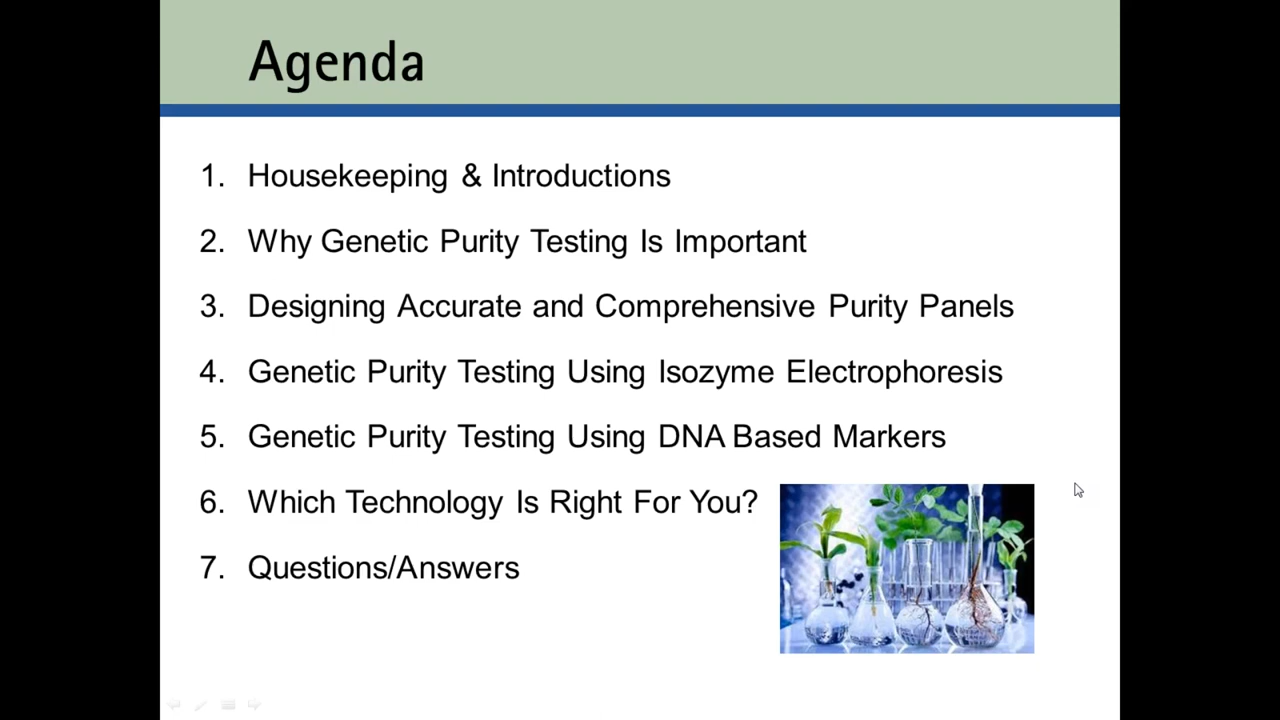 Agenda
1. Housekeeping & Introductions
2. Why Genetic Purity Testing Is Important
3. Designing Accurate and Comprehensive Purity Panels
4. Genetic Purity Testing Using Isozyme Electrophoresis
5. Genetic Purity Testing Using DNA Based Markers
6. Which Technology Is Right For You?
7. Questions/Answers